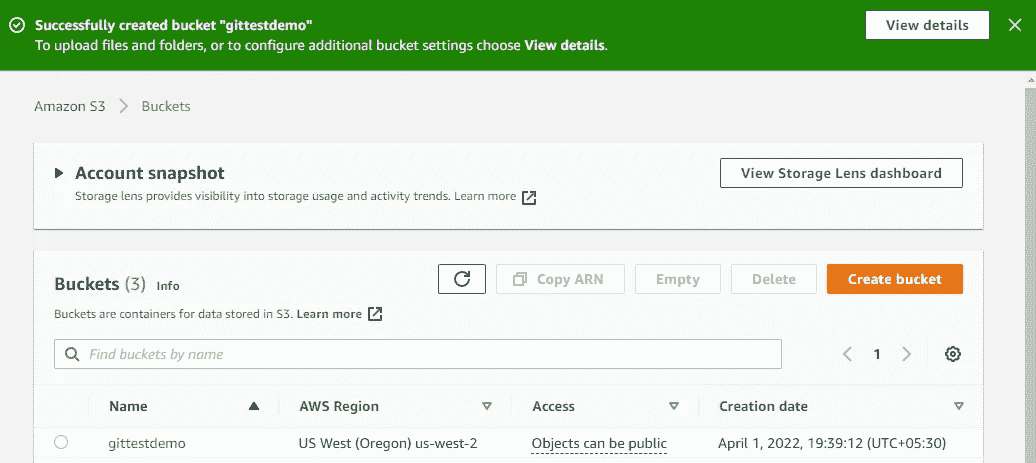 Successfully created bucket "gittestdemo"
To upload files and folders, or to configure additional bucket settings choose View details.
View details
Amazon S3 Buckets
Account snapshot
Storage lens provides visibility into storage usage and activity trends. Learn more
View Storage Lens dashboard
Buckets (3) Info
Buckets are containers for data stored in S3. Learn more
Copy ARN
Empty
Delete
Create bucket
Find buckets by name
1
Name AWS Region Access Creation date
gittestdemo US West (Oregon) us-west-2 Objects can be public April 1, 2022, 19:39:12 (UTC+05:30)